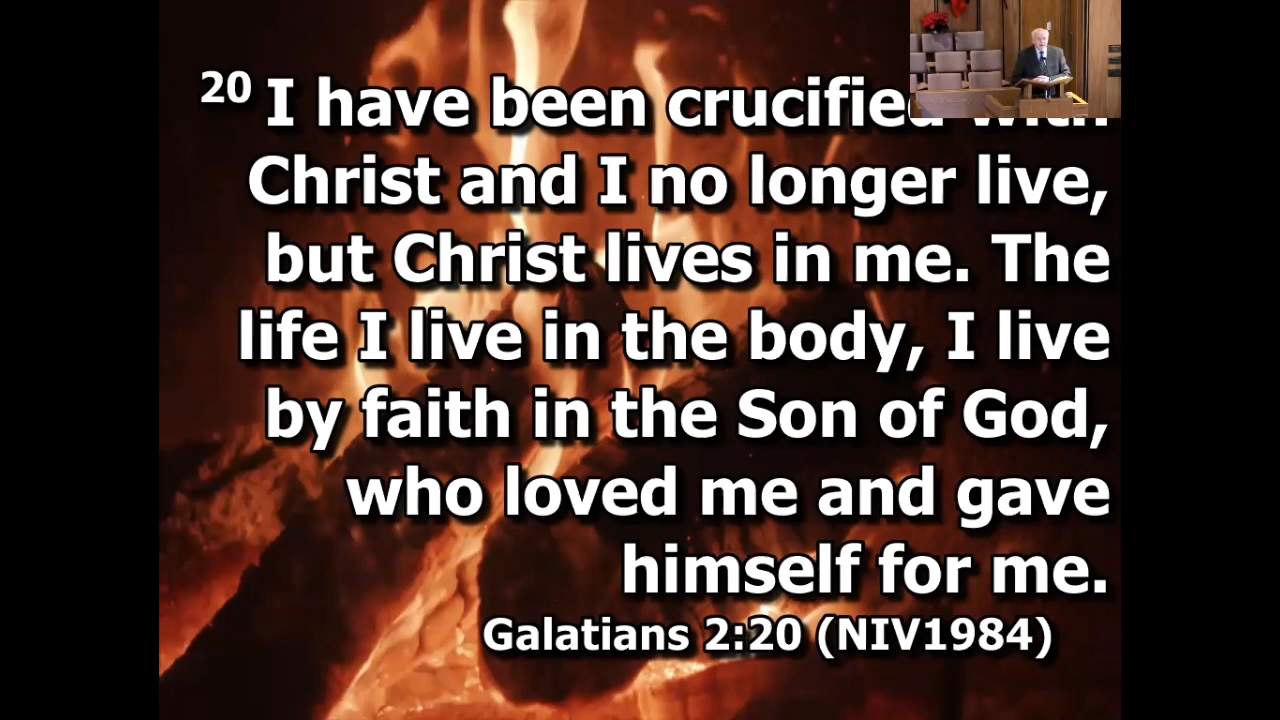 20 I have been crucified with
Christ and I no longer live,
but Christ lives in me. The
life I live in the body, I live
by faith in the Son of God,
who loved me and gave
himself for me.
Galatians 2:20 (NIV1984)